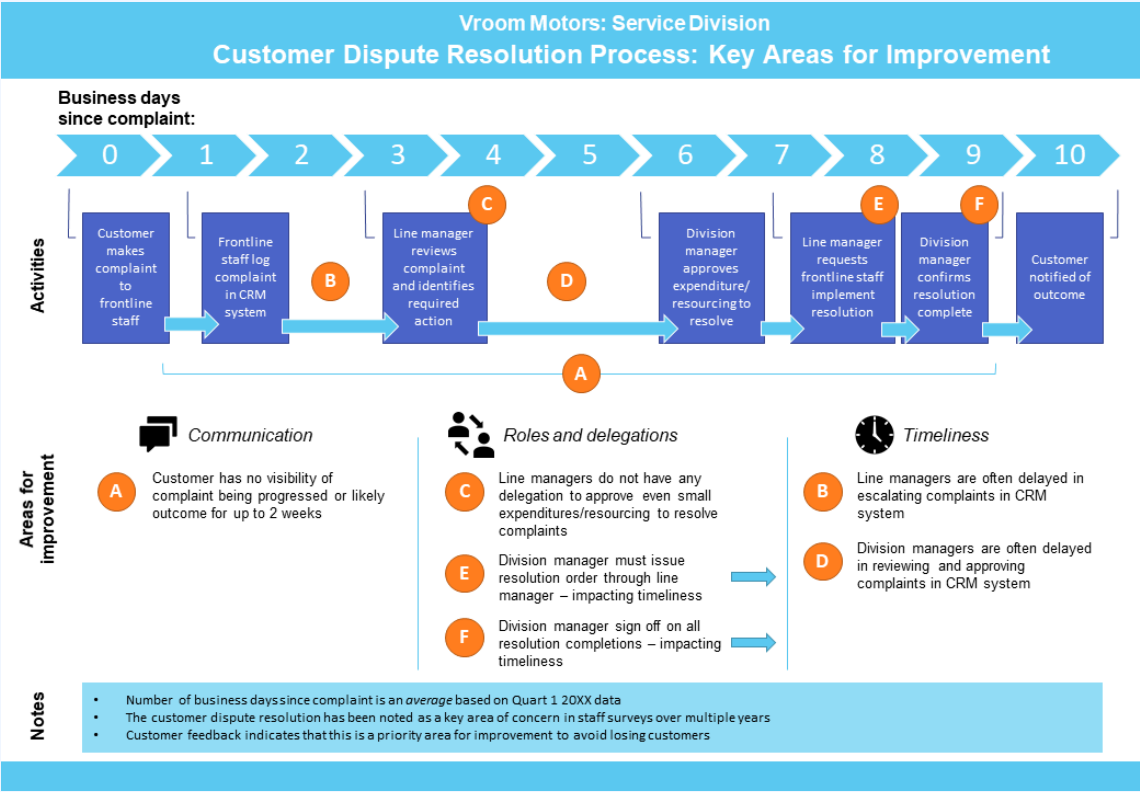 Vroom Motors: Service Division
Customer Dispute Resolution Process: Key Areas for Improvement
Business days
since complaint:
0 1 2 3 4 5 6 7 8 9 10
Activities
Customer
makes
complaint
to
frontline
staff
Frontline
staff log
complaint
in CRM
system
B
Line manager
reviews
complaint
and identifies
required
action
C
D
Division
manager
approves
expenditure/
resourcing to
resolve
Line manager
requests
frontline staff
implement
resolution
E
Division
manager
confirms
resolution
complete
F
Customer
notified of
outcome
A
Areas for
improvement
Communication
A
Customer has no visibility of
complaint being progressed or likely
outcome for up to 2 weeks
Roles and delegations
C
Line managers do not have any
delegation to approve even small
expenditures/resourcing to resolve
complaints
E
Division manager must issue
resolution order through line
manager – impacting timeliness
F
Division manager sign off on all
resolution completions – impacting
timeliness
Timeliness
B
Line managers are often delayed in
escalating complaints in CRM
system
D
Division managers are often delayed
in reviewing and approving
complaints in CRM system
Notes
• Number of business days since complaint is an average based on Quart 1 20XX data
• The customer dispute resolution has been noted as a key area of concern in staff surveys over multiple years
• Customer feedback indicates that this is a priority area for improvement to avoid losing customers